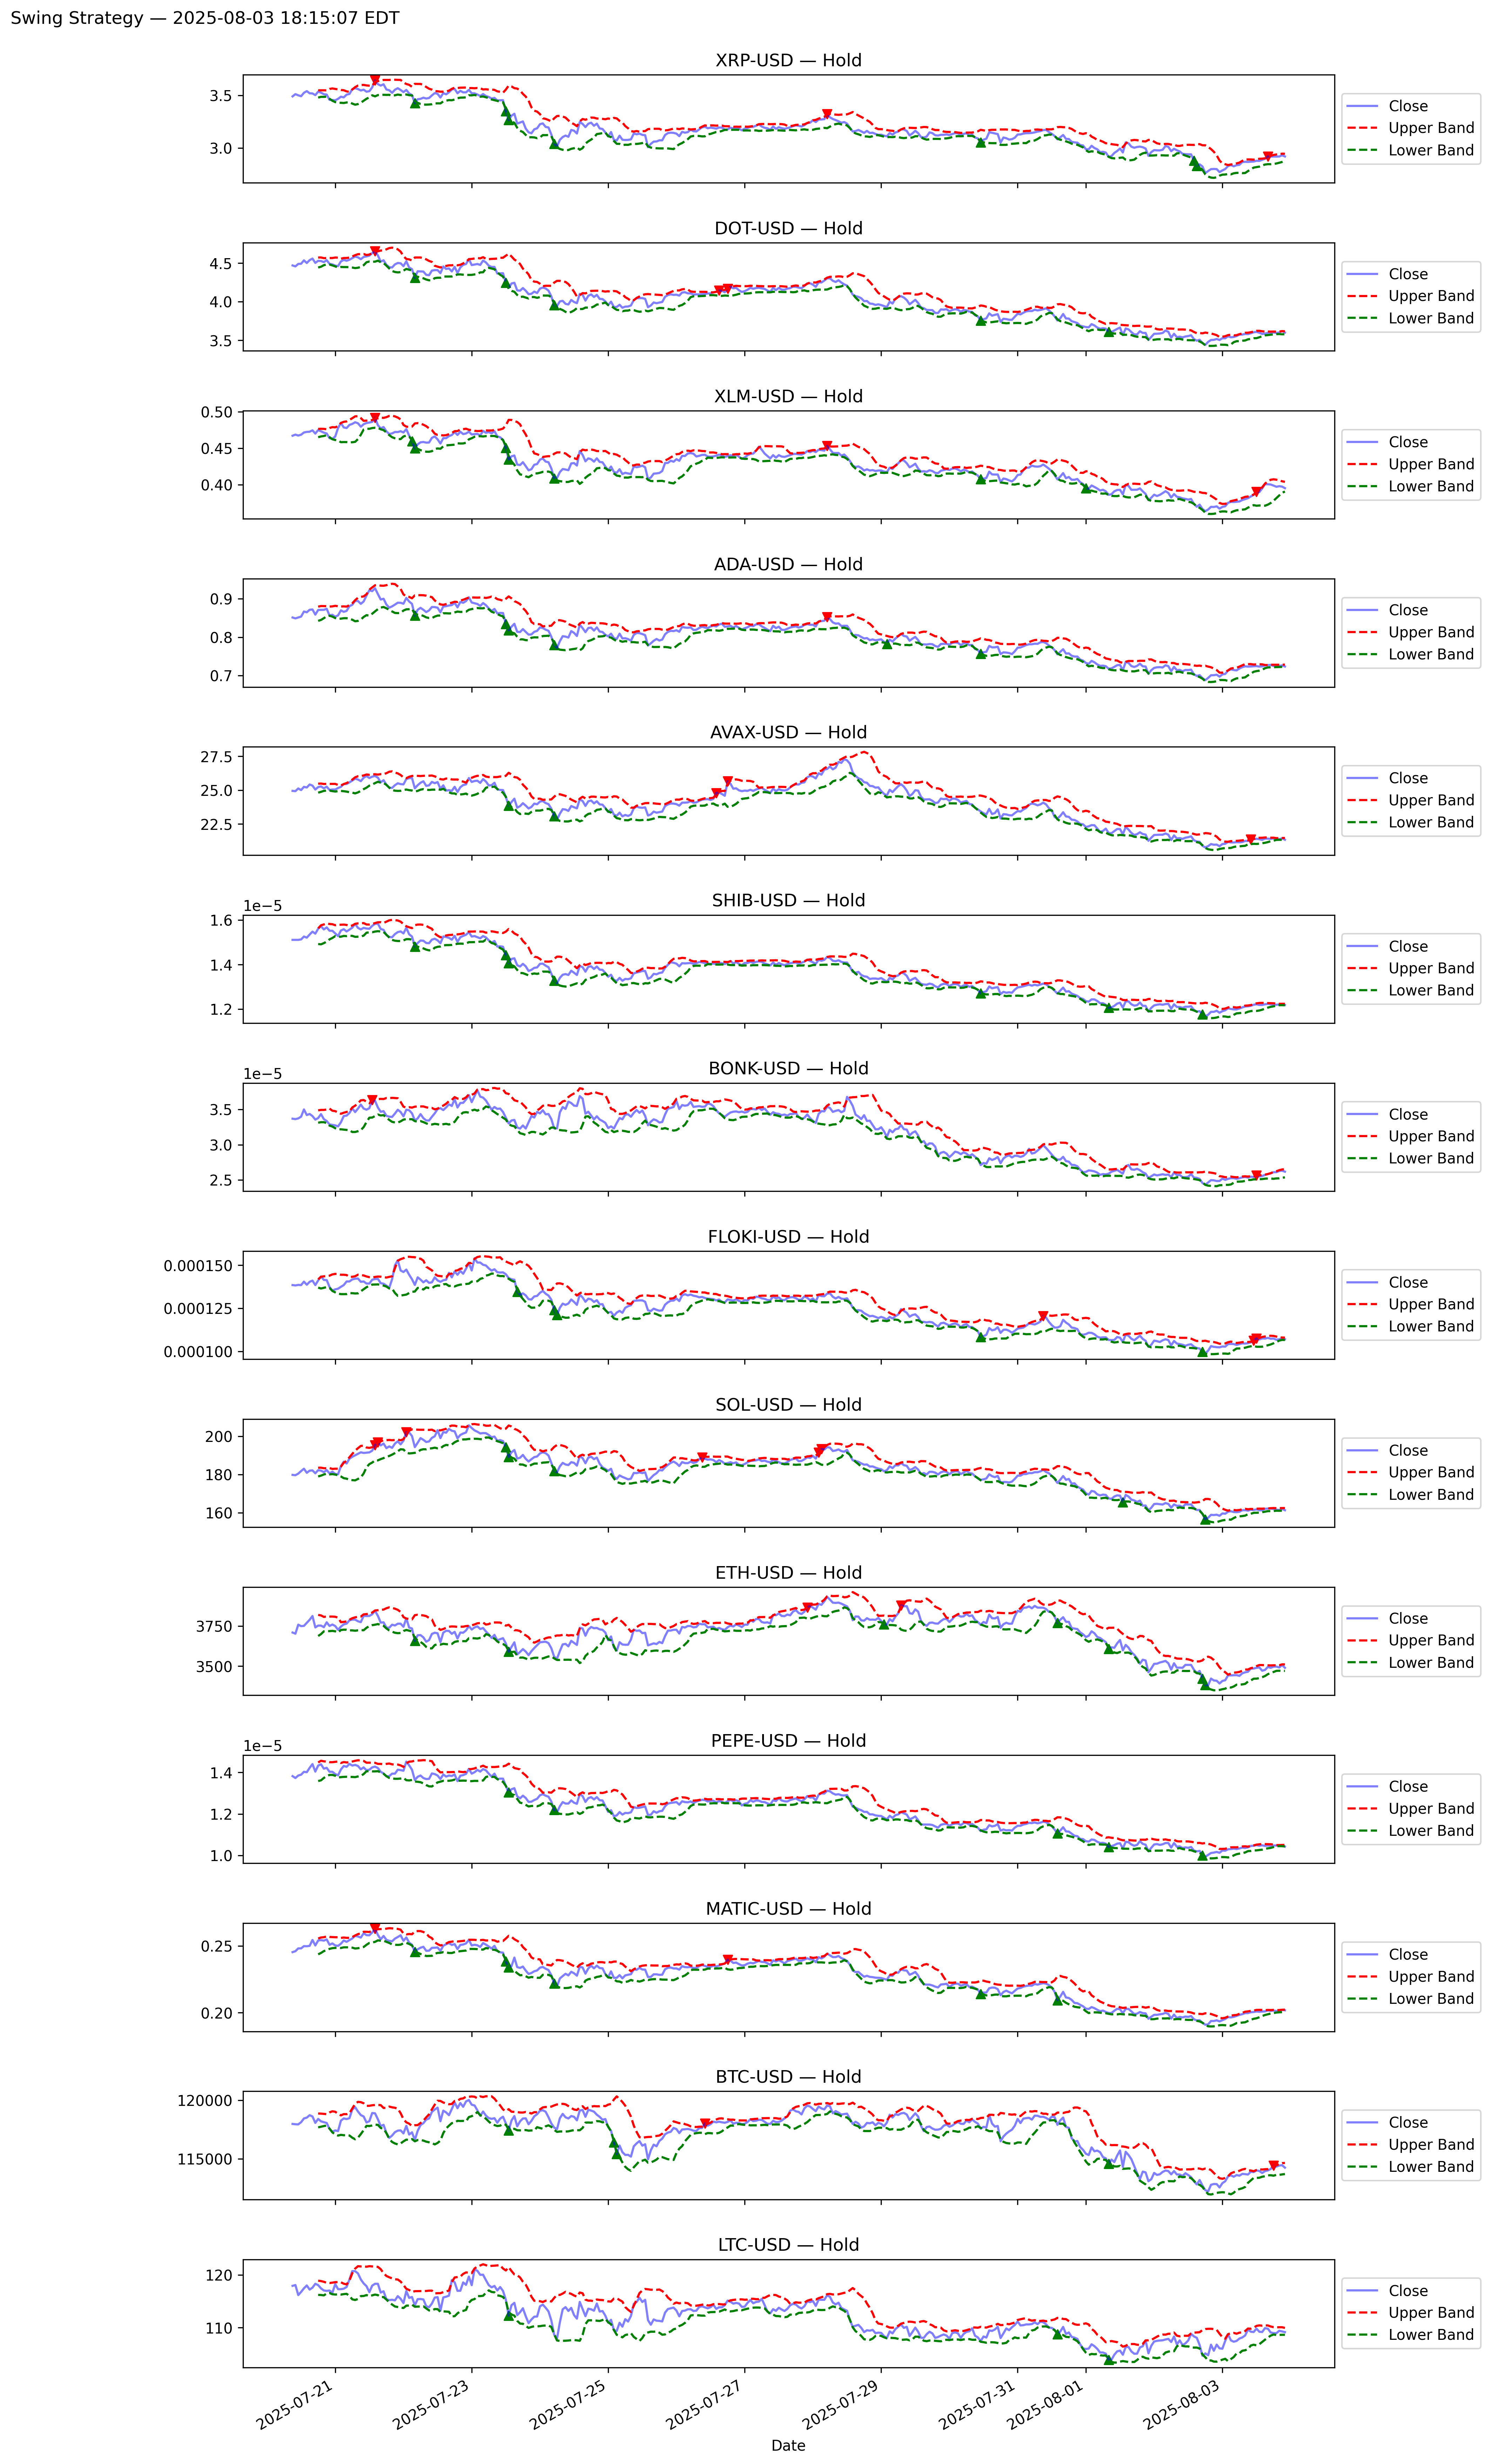 Swing Strategy — 2025-08-03 18:15:07 EDT
XRP-USD — Hold
3.5
3.0
Close
Upper Band
Lower Band
DOT-USD — Hold
4.5
4.0
3.5
Close
Upper Band
Lower Band
XLM-USD — Hold
0.50
0.45
0.40
Close
Upper Band
Lower Band
ADA-USD — Hold
0.9
0.8
0.7
Close
Upper Band
Lower Band
AVAX-USD — Hold
27.5
25.0
22.5
Close
Upper Band
Lower Band
SHIB-USD — Hold
1e−5
1.6
1.4
1.2
Close
Upper Band
Lower Band
BONK-USD — Hold
1e−5
3.5
3.0
2.5
Close
Upper Band
Lower Band
FLOKI-USD — Hold
0.000150
0.000125
0.000100
Close
Upper Band
Lower Band
SOL-USD — Hold
200
180
160
Close
Upper Band
Lower Band
ETH-USD — Hold
3750
3500
Close
Upper Band
Lower Band
PEPE-USD — Hold
1e−5
1.4
1.2
1.0
Close
Upper Band
Lower Band
MATIC-USD — Hold
0.25
0.20
Close
Upper Band
Lower Band
BTC-USD — Hold
120000
115000
Close
Upper Band
Lower Band
LTC-USD — Hold
120
110
Close
Upper Band
Lower Band
2025-07-21
2025-07-23
2025-07-25
2025-07-27
2025-07-29
2025-07-31
2025-08-01
2025-08-03
Date